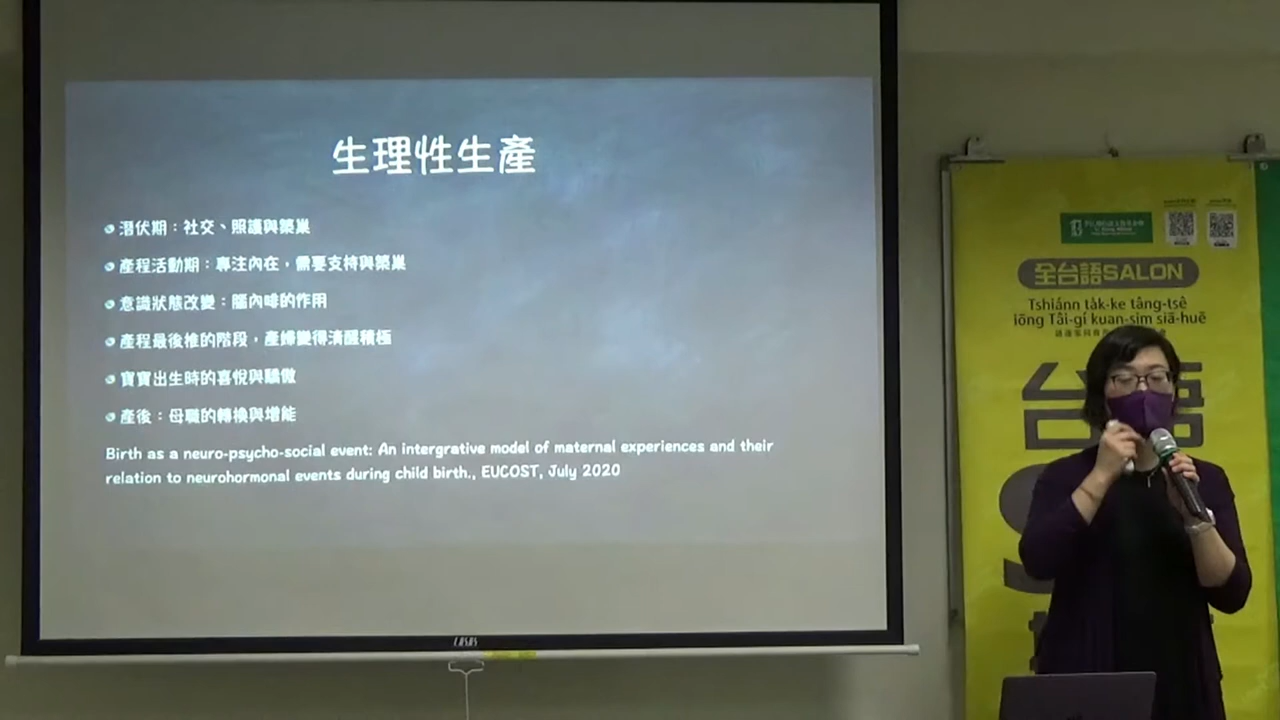 生理性生產
潛伏期：社交、照護與築巢
產程活動期：專注內在，需要支持與築巢
意識狀態改變：腦內啡的作用
產程最後推的階段，產婦變得清醒積極
寶寶出生時的喜悅與驕傲
產後：母職的轉換與增能
Birth as a neuro-psycho-social event: An intergrative model of maternal experiences and their
relation to neurohormonal events during child birth., EUCOST, July 2020
全台語SALON
Tshiánn ta̍k-ke tâng-tsê
iōng Tâi-gí kuan-sim siā-huē
台語